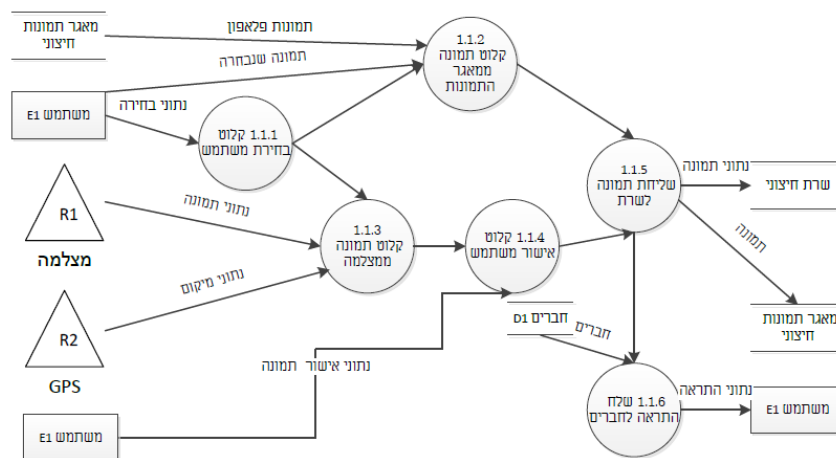 מאגר תמונות
חיצוני
תמונות פלאפון
1.1.2
קלוט תמונה
ממאגר
התמונות
תמונה שנבחרה
משתמש E1
נתוני בחירה
1.1.1 קלוט
בחירת משתמש
1.1.5
שליחת תמונה
לשרת
נתוני תמונה
שרת חיצוני
R1
מצלמה
נתוני תמונה
1.1.3
קלוט תמונה
ממצלמה
1.1.4 קלוט
אישור משתמש
תמונה
נתוני מיקום
R2
GPS
חברים D1
חברים
מאגר תמונות
חיצוני
נתוני אישור תמונה
1.1.6 שלח
התראה לחברים
נתוני התראה
משתמש E1
משתמש E1